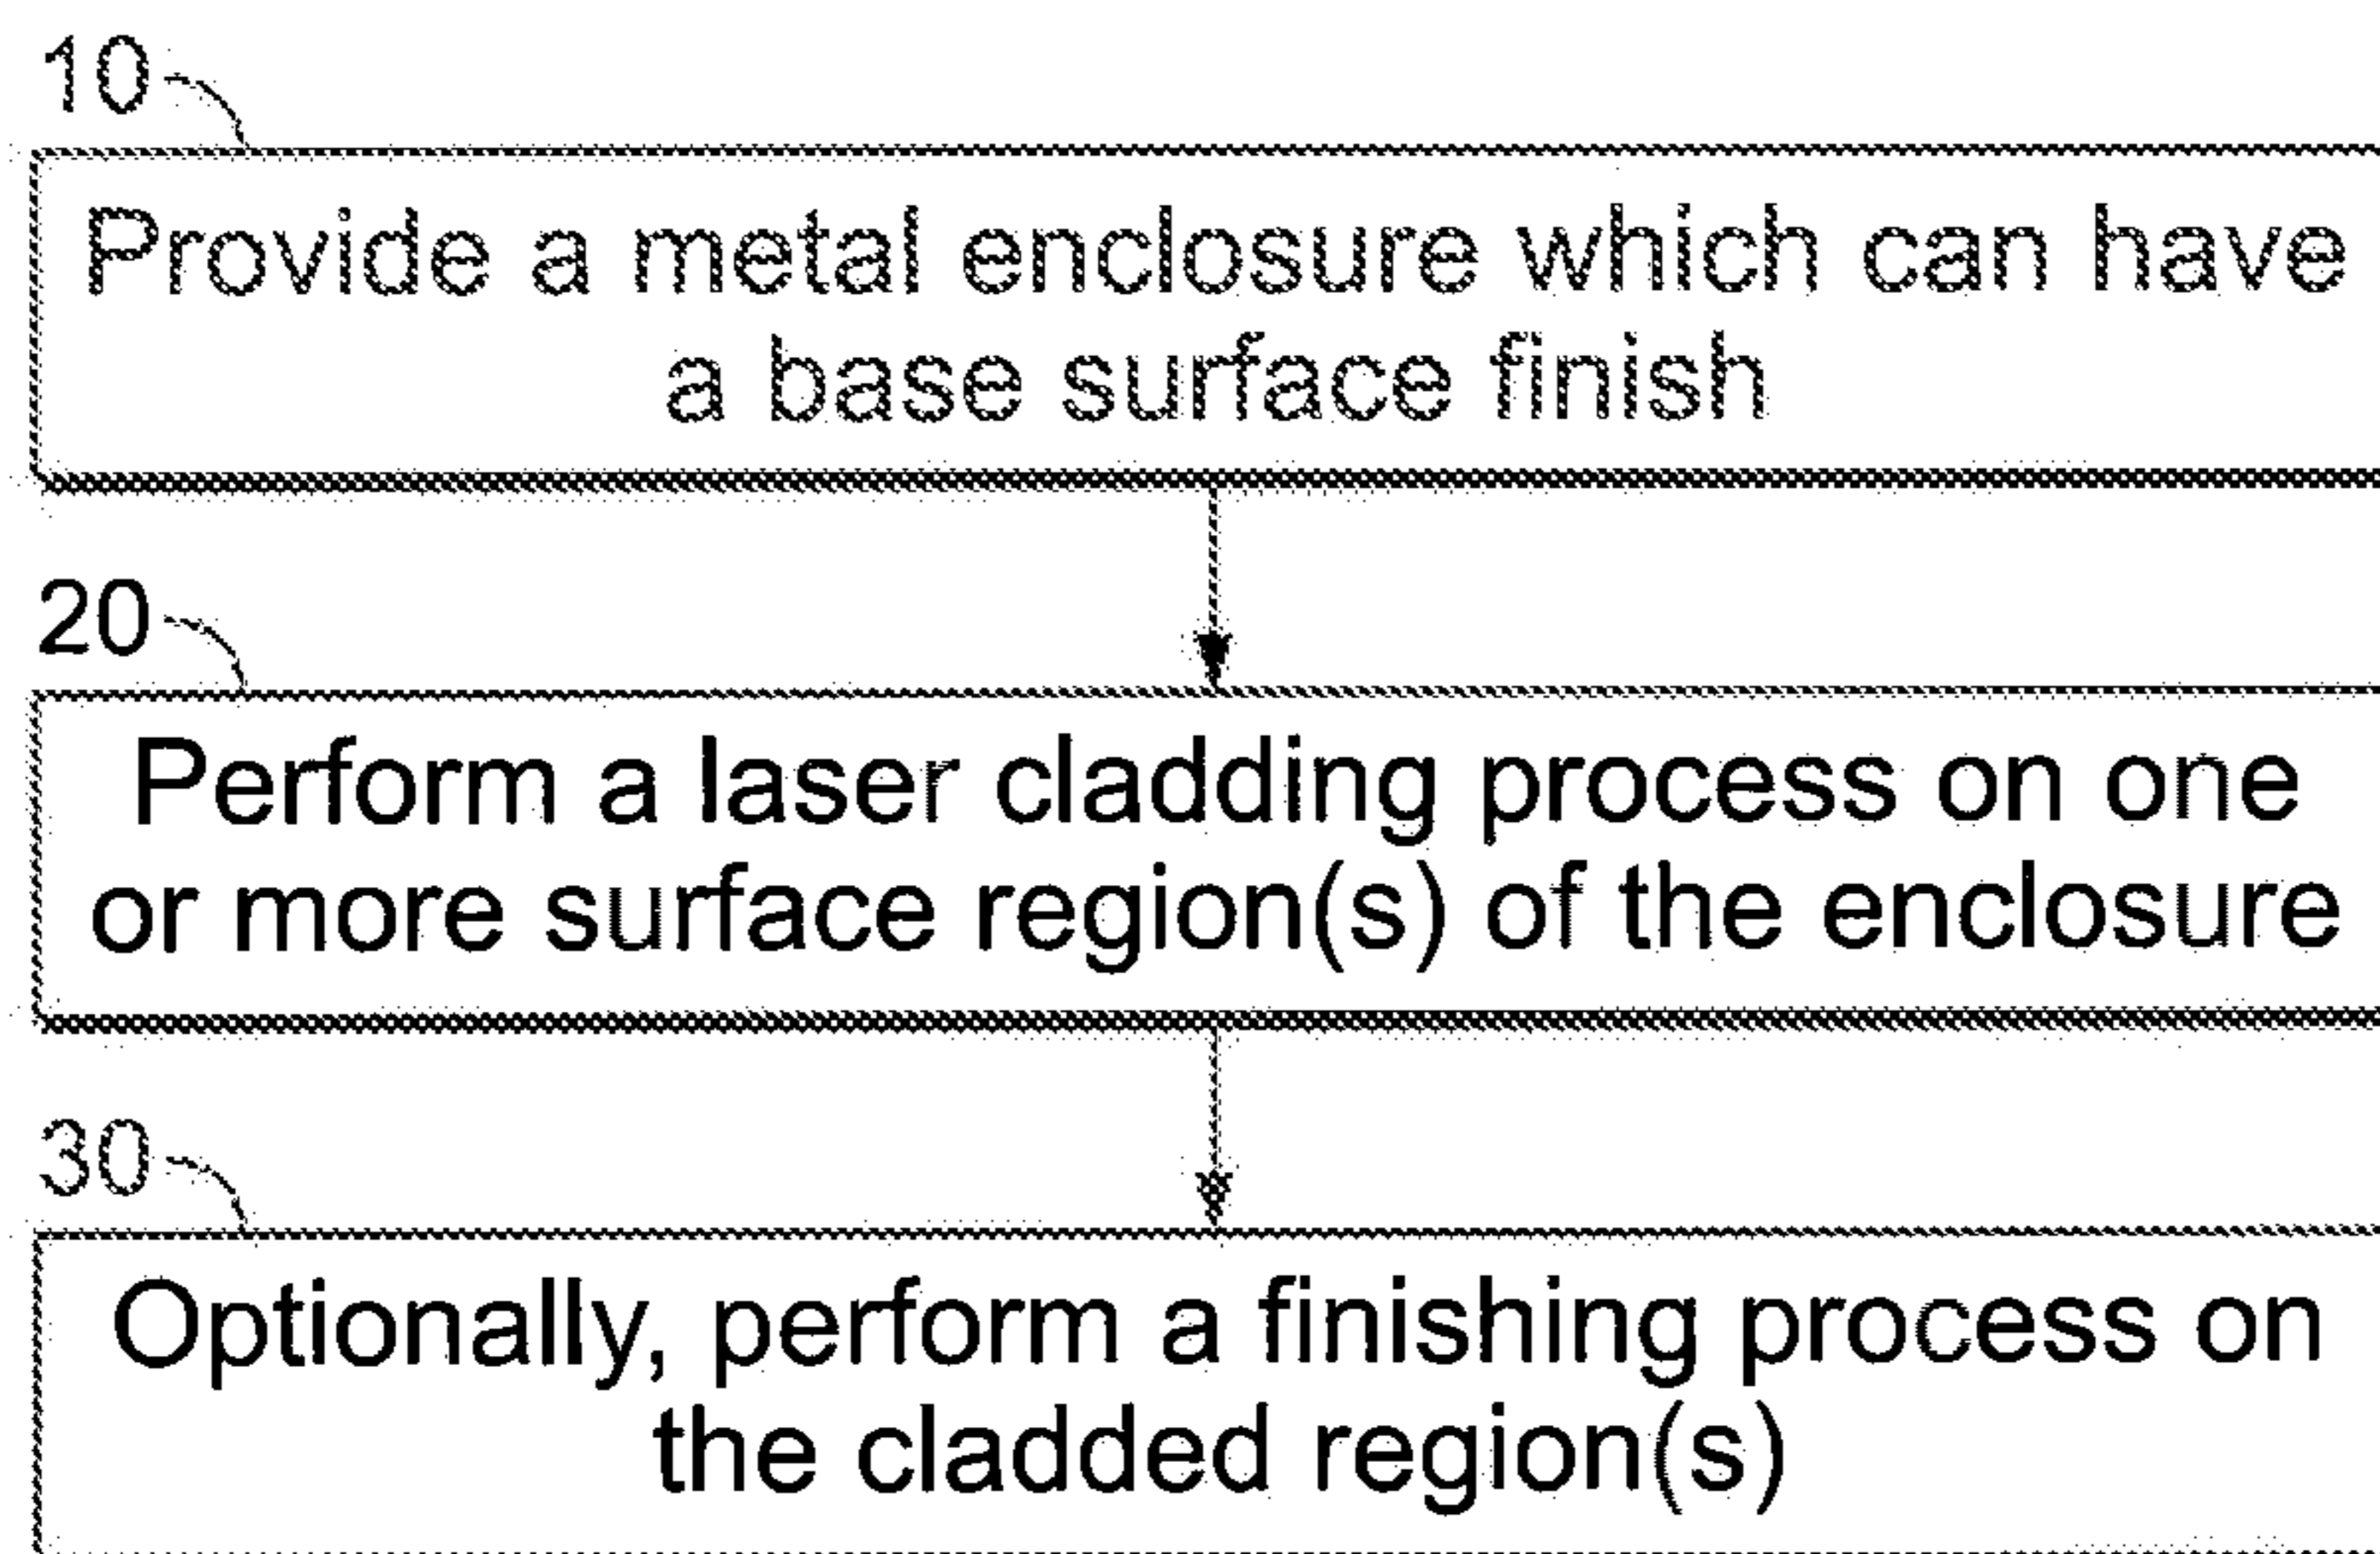 10
Provide a metal enclosure which can have
a base surface finish
20
Perform a laser cladding process on one
or more surface region(s) of the enclosure
30
Optionally, perform a finishing process on
the cladded region(s)